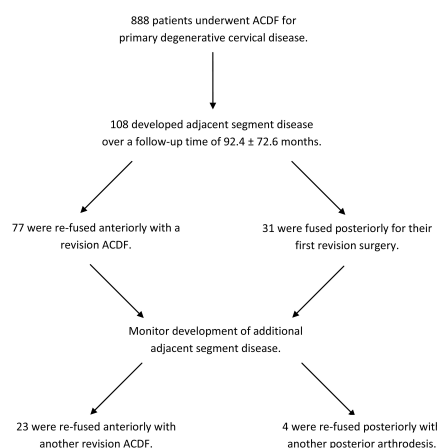 888 patients underwent ACDF for
primary degenerative cervical disease.
108 developed adjacent segment disease
over a follow-up time of 92.4 ± 72.6 months.
77 were re-fused anteriorly with a
revision ACDF.
31 were fused posteriorly for their
first revision surgery.
Monitor development of additional
adjacent segment disease.
23 were re-fused anteriorly with
another revision ACDF.
4 were re-fused posteriorly with
another posterior arthrodesis.